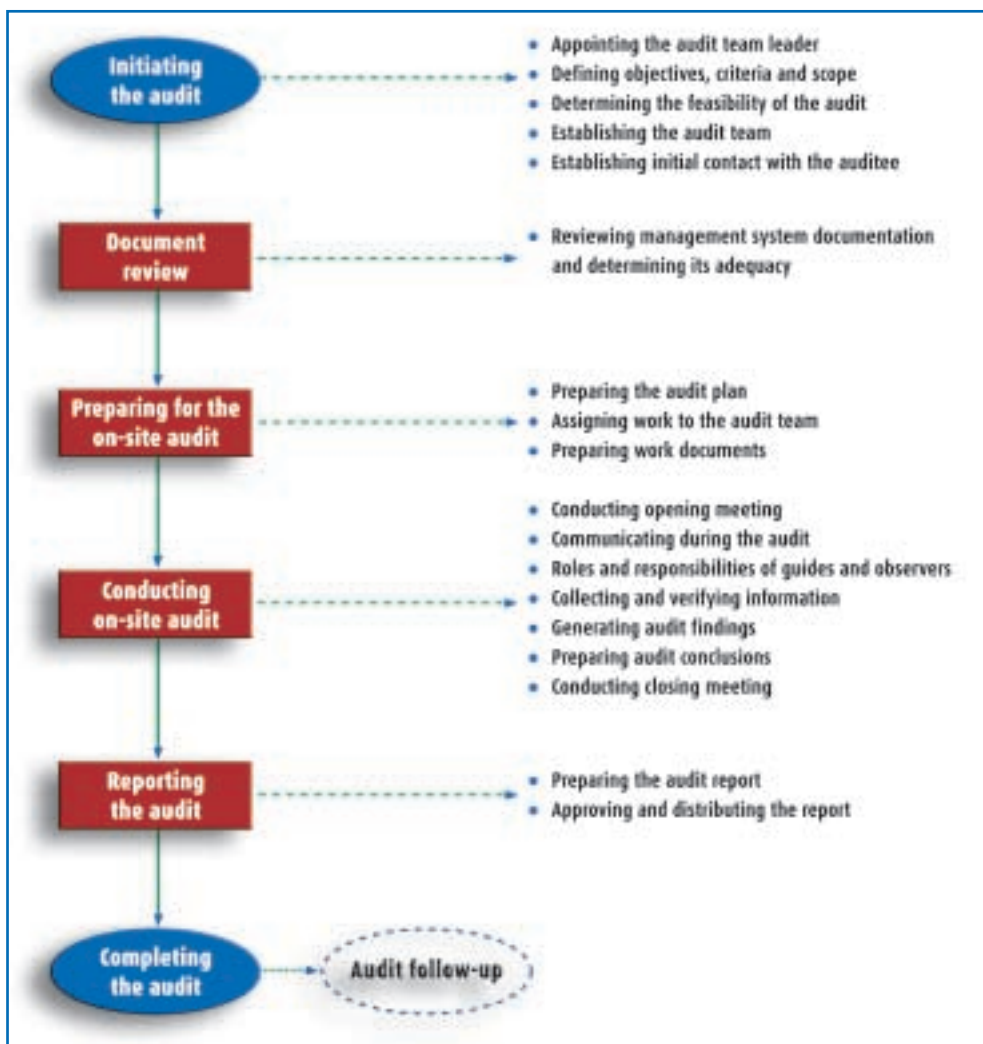 Initiating
the audit
• Appointing the audit team leader
• Defining objectives, criteria and scope
• Determining the feasibility of the audit
• Establishing the audit team
• Establishing initial contact with the auditee
Document
review
• Reviewing management system documentation
and determining its adequacy
Preparing for the
on-site audit
• Preparing the audit plan
• Assigning work to the audit team
• Preparing work documents
Conducting
on-site audit
• Conducting opening meeting
• Communicating during the audit
• Roles and responsibilities of guides and observers
• Collecting and verifying information
• Generating audit findings
• Preparing audit conclusions
• Conducting closing meeting
Reporting
the audit
• Preparing the audit report
• Approving and distributing the report
Completing
the audit
Audit follow-up